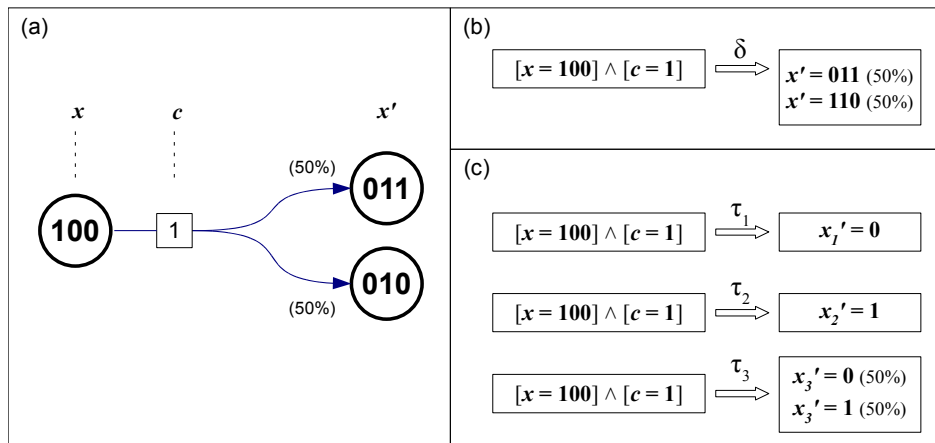 (a)
x c x'
100
1
(50%)
011
(50%)
010
(b)
[x = 100] ∧ [c = 1]
δ
x' = 011 (50%)
x' = 110 (50%)
(c)
[x = 100] ∧ [c = 1]
τ₁
x₁' = 0
[x = 100] ∧ [c = 1]
τ₂
x₂' = 1
[x = 100] ∧ [c = 1]
τ₃
x₃' = 0 (50%)
x₃' = 1 (50%)